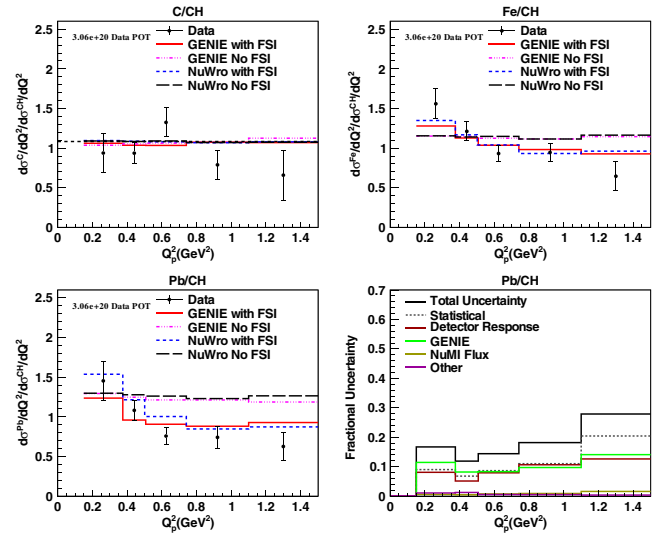 C/CH
3.06e+20 Data POT
Data
GENIE with FSI
GENIE No FSI
NuWro with FSI
NuWro No FSI
dσ^C/dQ²/dσ^CH/dQ²
2.5
2
1.5
1
0.5
0
0 0.2 0.4 0.6 0.8 1 1.2 1.4
Q²_p(GeV²)
Fe/CH
3.06e+20 Data POT
Data
GENIE with FSI
GENIE No FSI
NuWro with FSI
NuWro No FSI
dσ^Fe/dQ²/dσ^CH/dQ²
2.5
2
1.5
1
0.5
0
0 0.2 0.4 0.6 0.8 1 1.2 1.4
Q²_p(GeV²)
Pb/CH
3.06e+20 Data POT
Data
GENIE with FSI
GENIE No FSI
NuWro with FSI
NuWro No FSI
dσ^Pb/dQ²/dσ^CH/dQ²
2.5
2
1.5
1
0.5
0
0 0.2 0.4 0.6 0.8 1 1.2 1.4
Q²_p(GeV²)
Pb/CH
Total Uncertainty
Statistical
Detector Response
GENIE
NuMI Flux
Other
Fractional Uncertainty
0.7
0.6
0.5
0.4
0.3
0.2
0.1
0
0 0.2 0.4 0.6 0.8 1 1.2 1.4
Q²_p(GeV²)